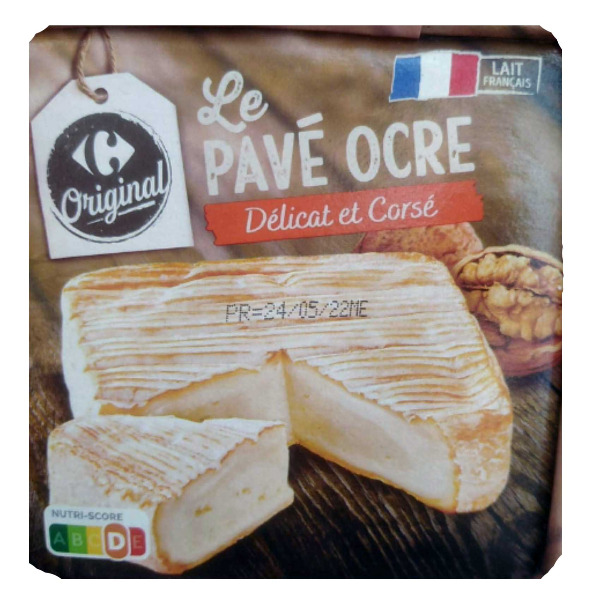 LAIT
FRANÇAIS
Le
PAVÉ OCRE
Original
Délicat et Corsé
PR=24/05/22ME
NUTRI-SCORE
A B C D E